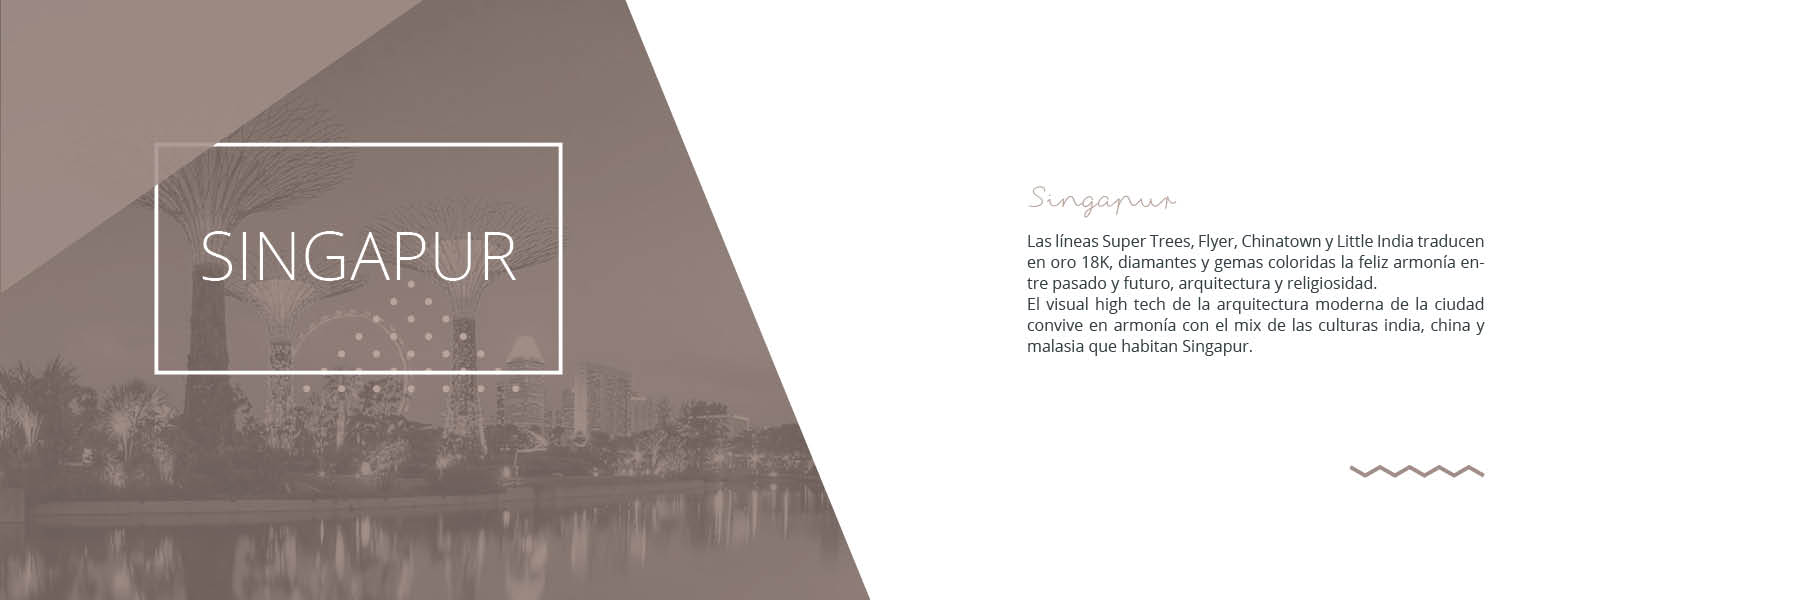 SINGAPUR
Singapur
Las líneas Super Trees, Flyer, Chinatown y Little India traducen
en oro 18K, diamantes y gemas coloridas la feliz armonía en-
tre pasado y futuro, arquitectura y religiosidad.
El visual high tech de la arquitectura moderna de la ciudad
convive en armonía con el mix de las culturas india, china y
malasia que habitan Singapur.